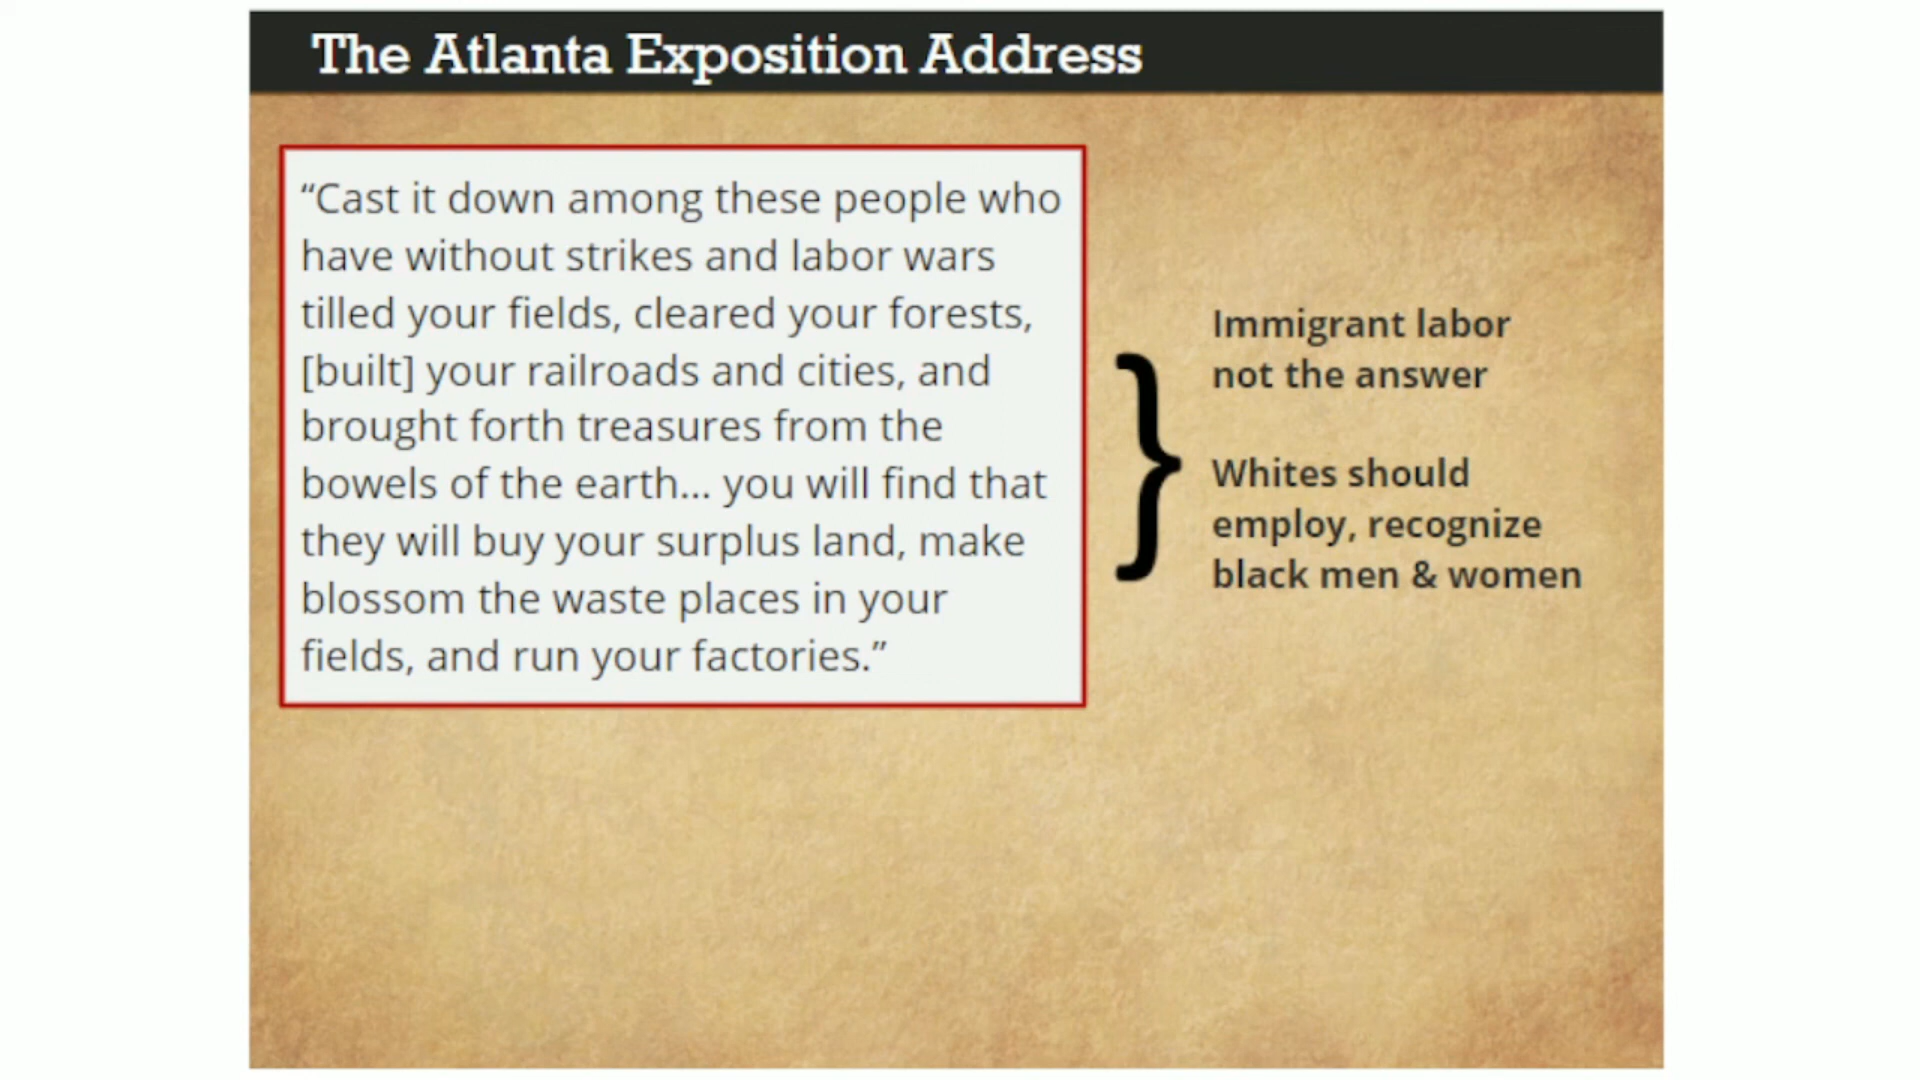 The Atlanta Exposition Address
“Cast it down among these people who
have without strikes and labor wars
tilled your fields, cleared your forests,
[built] your railroads and cities, and
brought forth treasures from the
bowels of the earth... you will find that
they will buy your surplus land, make
blossom the waste places in your
fields, and run your factories.”
Immigrant labor
not the answer
Whites should
employ, recognize
black men & women